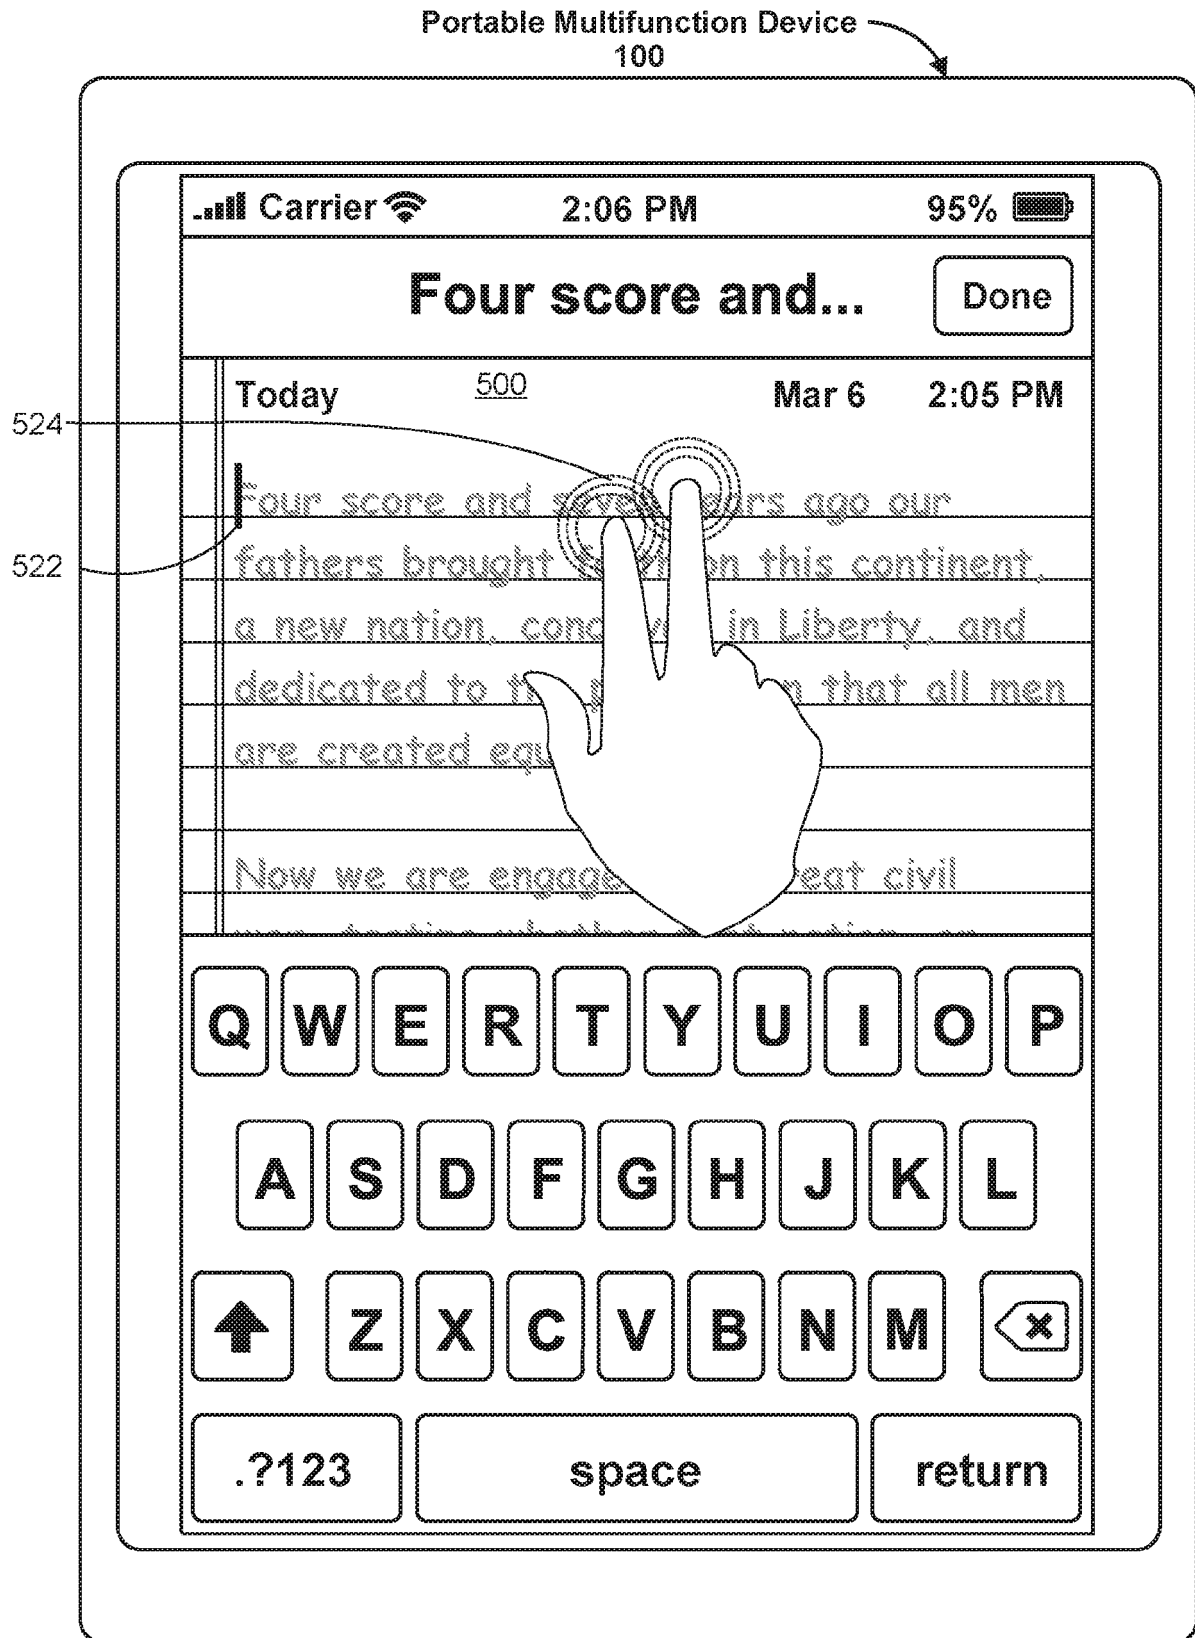 Portable Multifunction Device
100
Carrier 2:06 PM 95%
Four score and... Done
Today 500 Mar 6 2:05 PM
524
Four score and seven years ago our
522
fathers brought on this continent,
a new nation, in Liberty, and
dedicated to that all men
are created
Now we are civil
Q W E R T Y U I O P
A S D F G H J K L
Z X C V B N M
.?123 space return